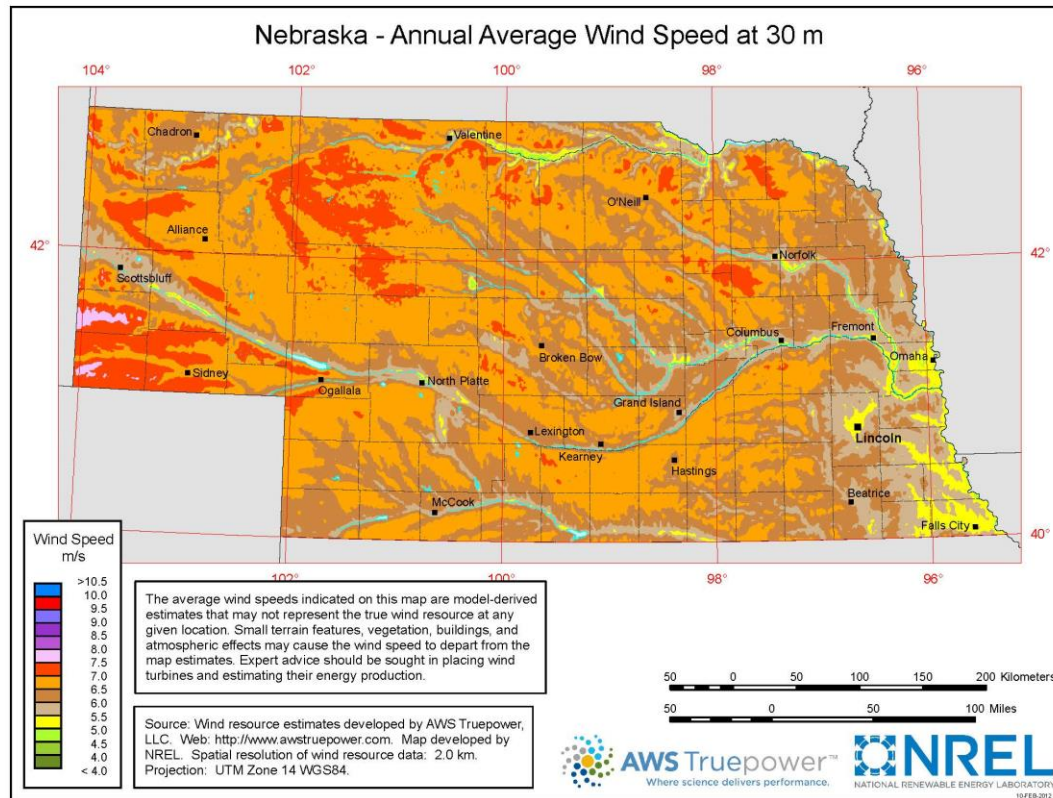 Nebraska - Annual Average Wind Speed at 30 m
104°
102°
100°
98°
96°
Chadron
Valentine
O'Neill
42°
Alliance
42°
Norfolk
Scottsbluff
Columbus
Fremont
Omaha
Broken Bow
Sidney
North Platte
Ogallala
Grand Island
Lexington
Lincoln
Kearney
Hastings
Beatrice
McCook
Falls City
40°
40°
102°
100°
98°
96°
Wind Speed
m/s
>10.5
10.0
9.5
9.0
8.5
8.0
7.5
7.0
6.5
6.0
5.5
5.0
4.5
4.0
< 4.0
The average wind speeds indicated on this map are model-derived
estimates that may not represent the true wind resource at any
given location. Small terrain features, vegetation, buildings, and
atmospheric effects may cause the wind speed to depart from the
map estimates. Expert advice should be sought in placing wind
turbines and estimating their energy production.
Source: Wind resource estimates developed by AWS Truepower,
LLC. Web: http://www.awstruepower.com. Map developed by
NREL. Spatial resolution of wind resource data: 2.0 km.
Projection: UTM Zone 14 WGS84.
50 0 50 100 150 200 Kilometers
50 0 50 100 Miles
AWS Truepower™
Where science delivers performance.
NREL
NATIONAL RENEWABLE ENERGY LABORATORY
10-FEB-2012